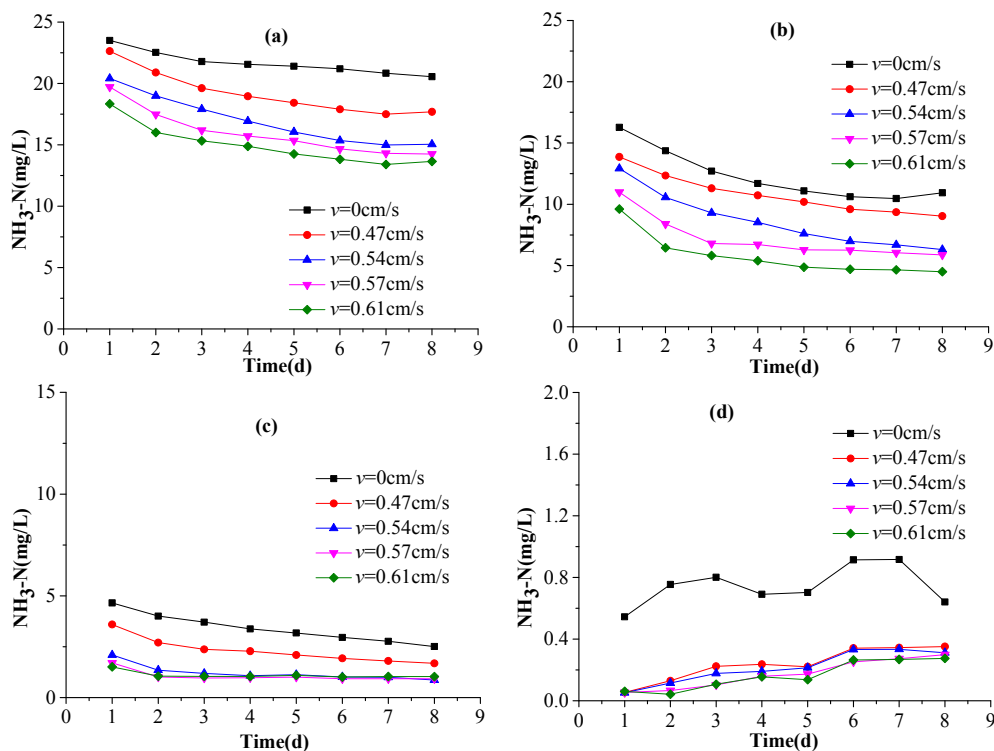 (a)
25
20
15
10
5
0
NH3-N(mg/L)
v=0cm/s
v=0.47cm/s
v=0.54cm/s
v=0.57cm/s
v=0.61cm/s
0 1 2 3 4 5 6 7 8 9
Time(d)
(b)
25
20
15
10
5
0
NH3-N(mg/L)
v=0cm/s
v=0.47cm/s
v=0.54cm/s
v=0.57cm/s
v=0.61cm/s
0 1 2 3 4 5 6 7 8 9
Time(d)
(c)
15
10
5
0
NH3-N(mg/L)
v=0cm/s
v=0.47cm/s
v=0.54cm/s
v=0.57cm/s
v=0.61cm/s
0 1 2 3 4 5 6 7 8 9
Time(d)
(d)
2.0
1.6
1.2
0.8
0.4
0.0
NH3-N(mg/L)
v=0cm/s
v=0.47cm/s
v=0.54cm/s
v=0.57cm/s
v=0.61cm/s
0 1 2 3 4 5 6 7 8 9
Time(d)